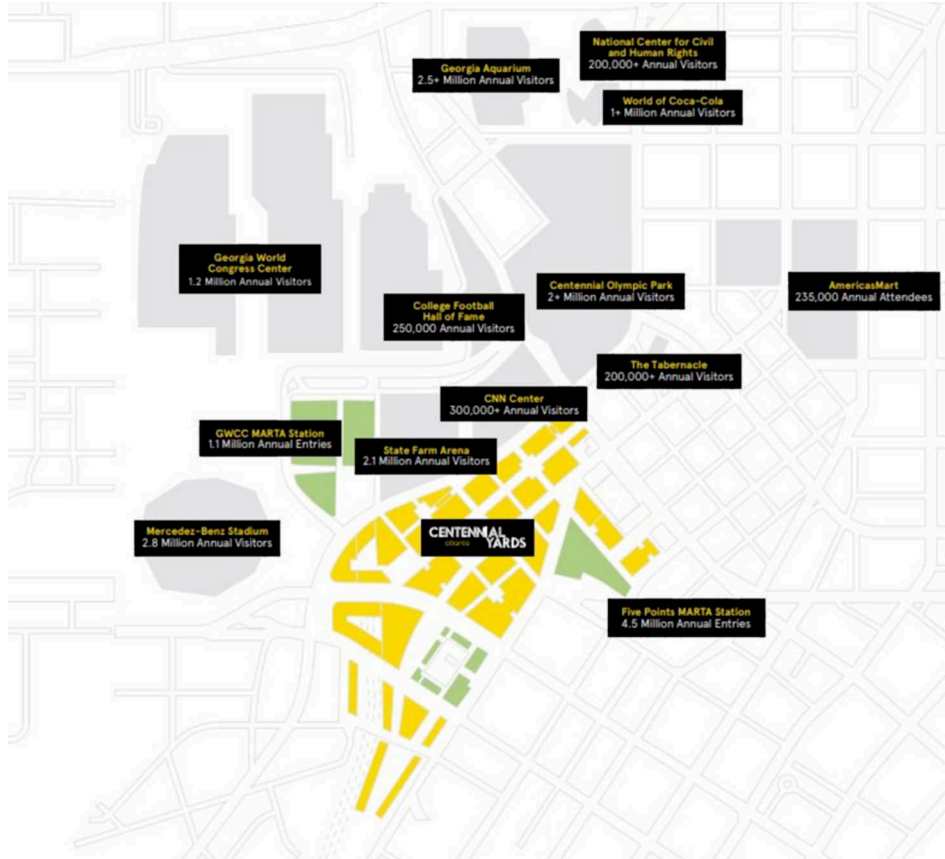 National Center for Civil
and Human Rights
200,000+ Annual Visitors
Georgia Aquarium
2.5+ Million Annual Visitors
World of Coca-Cola
1+ Million Annual Visitors
Georgia World
Congress Center
1.2 Million Annual Visitors
Centennial Olympic Park
2+ Million Annual Visitors
AmericasMart
235,000 Annual Attendees
College Football
Hall of Fame
250,000 Annual Visitors
The Tabernacle
200,000+ Annual Visitors
CNN Center
300,000+ Annual Visitors
GWCC MARTA Station
1.1 Million Annual Entries
State Farm Arena
2.1 Million Annual Visitors
Mercedez-Benz Stadium
2.8 Million Annual Visitors
CENTENNIAL
atlanta YARDS
Five Points MARTA Station
4.5 Million Annual Entries